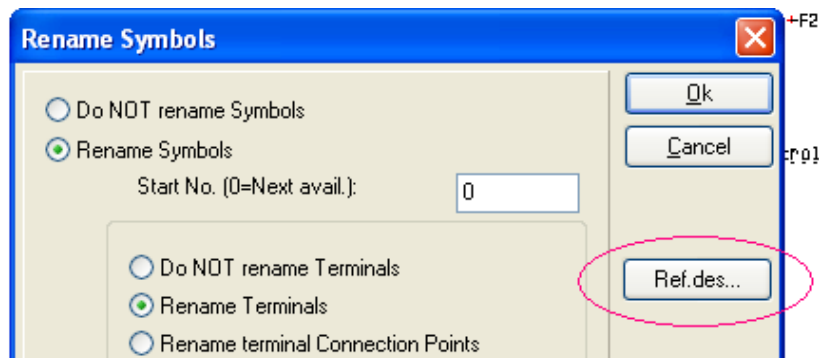 Rename Symbols
+F2
Do NOT rename Symbols
Ok
Rename Symbols
Cancel
Start No. (0=Next avail.):
0
Do NOT rename Terminals
Ref.des...
Rename Terminals
Rename terminal Connection Points